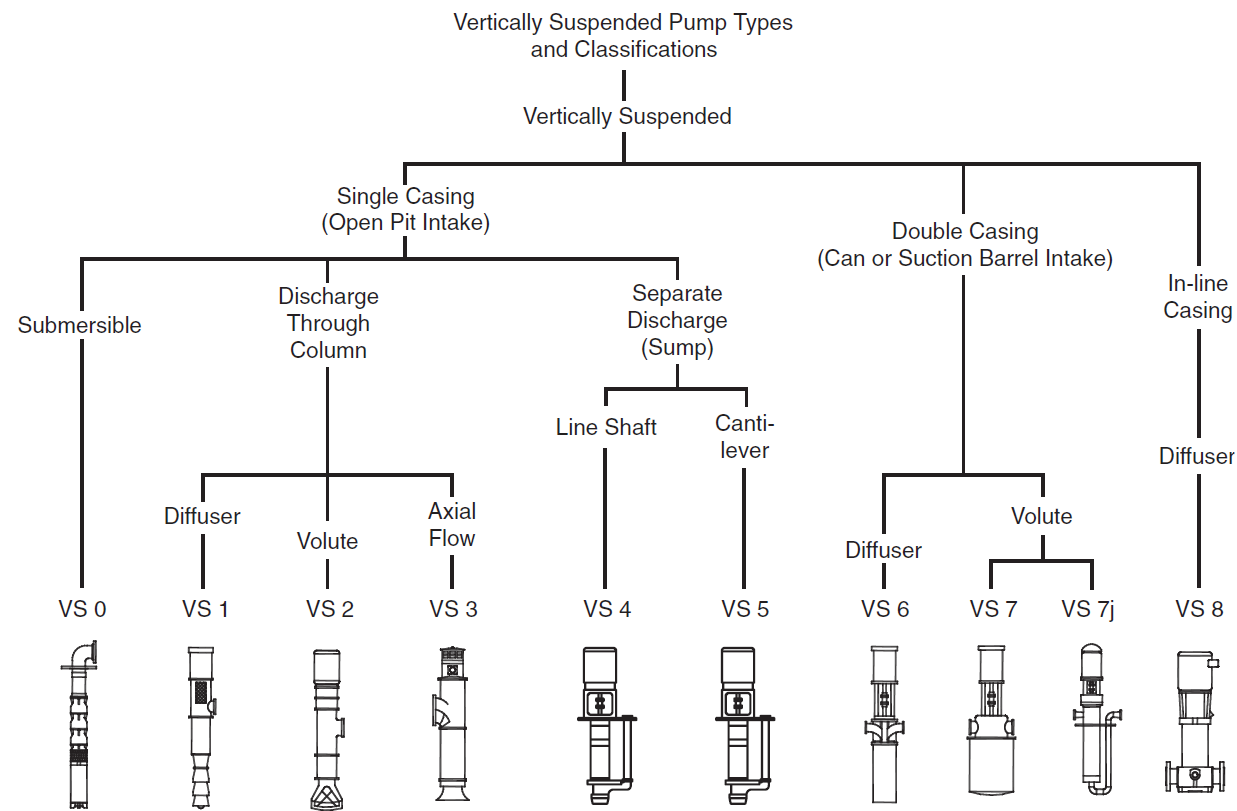 Vertically Suspended Pump Types
and Classifications
Vertically Suspended
Single Casing
(Open Pit Intake)
Double Casing
(Can or Suction Barrel Intake)
In-line
Casing
Submersible
Discharge
Through
Column
Separate
Discharge
(Sump)
Line Shaft
Canti-
lever
Diffuser
Diffuser
Volute
Axial
Flow
Diffuser
Volute
VS 0
VS 1
VS 2
VS 3
VS 4
VS 5
VS 6
VS 7
VS 7j
VS 8